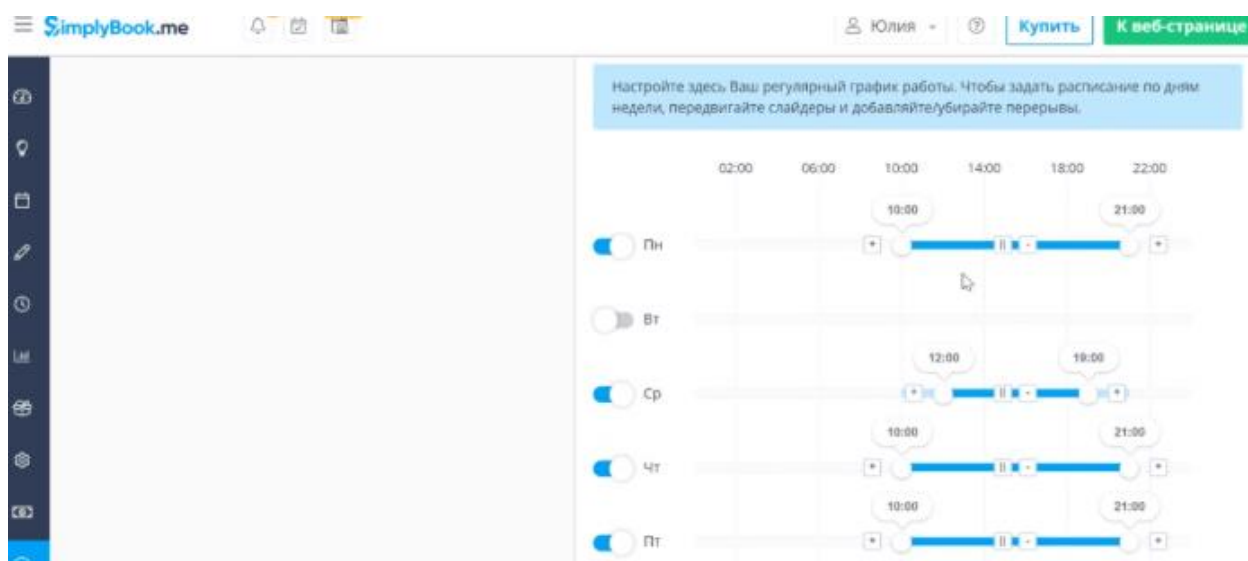 SimplyBook.me
Юлия
Купить
К веб-странице
Настройте здесь Ваш регулярный график работы. Чтобы задать расписание по дням
недели, передвигайте слайдеры и добавляйте/убирайте перерывы.
02:00 06:00 10:00 14:00 18:00 22:00
10:00 21:00
Пн
Вт
12:00 19:00
Ср
10:00 21:00
Чт
10:00 21:00
Пт